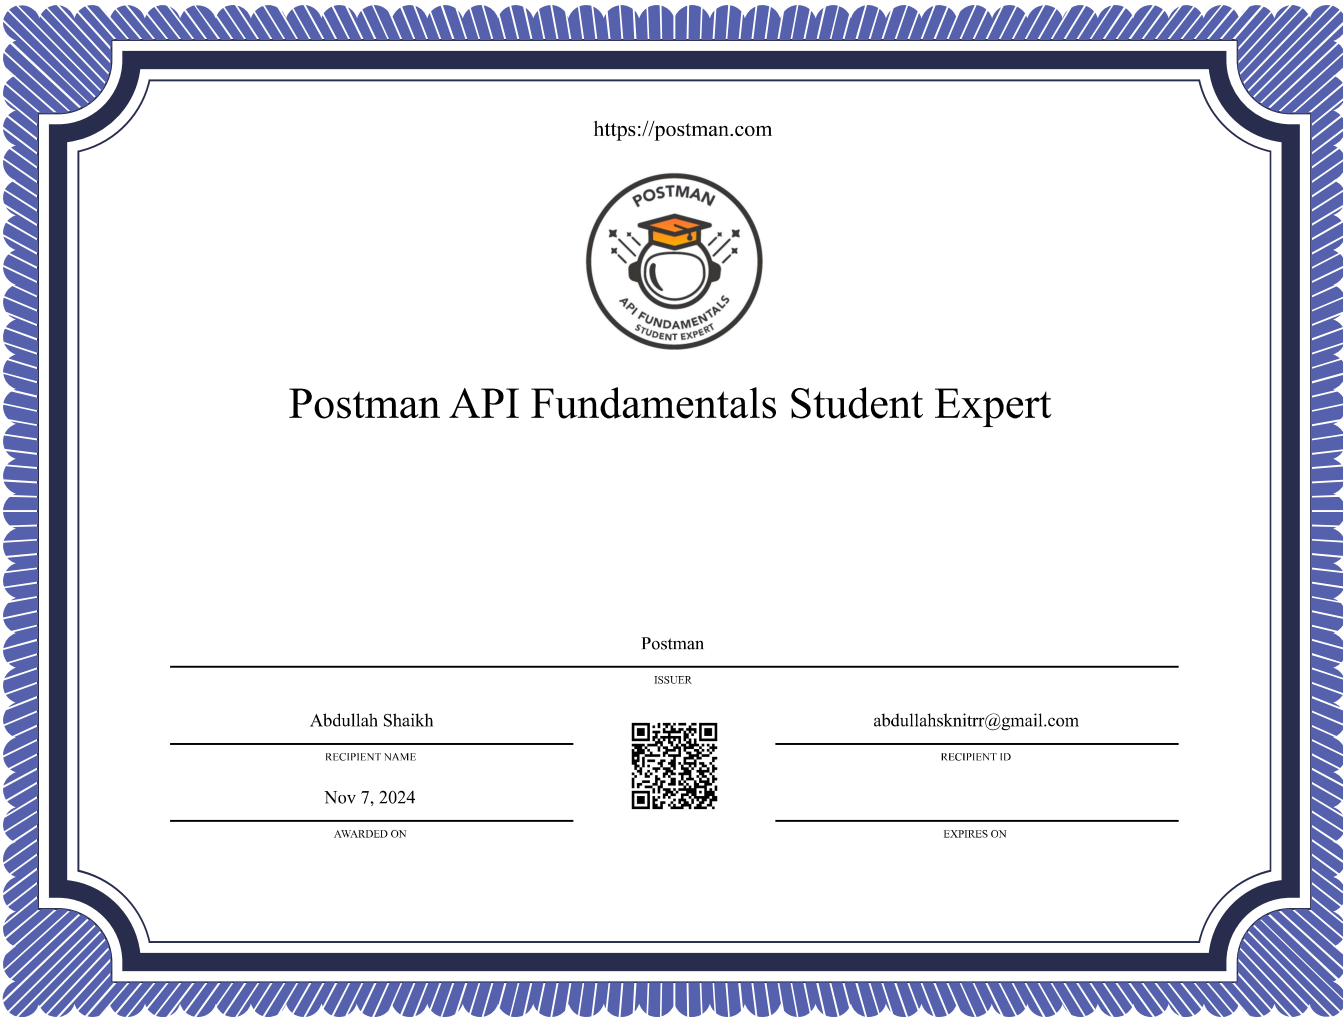 https://postman.com
POSTMAN
API FUNDAMENTALS
STUDENT EXPERT
Postman API Fundamentals Student Expert
Postman
ISSUER
Abdullah Shaikh
RECIPIENT NAME
abdullahsknitrr@gmail.com
RECIPIENT ID
Nov 7, 2024
AWARDED ON
EXPIRES ON